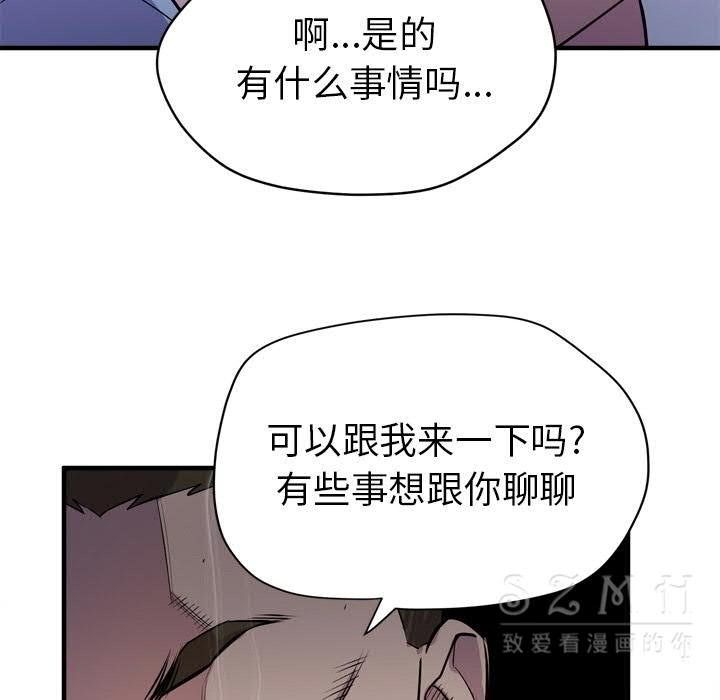 啊...是的
有什么事情吗...
可以跟我来一下吗?
有些事想跟你聊聊
SZMH
致爱看漫画的你